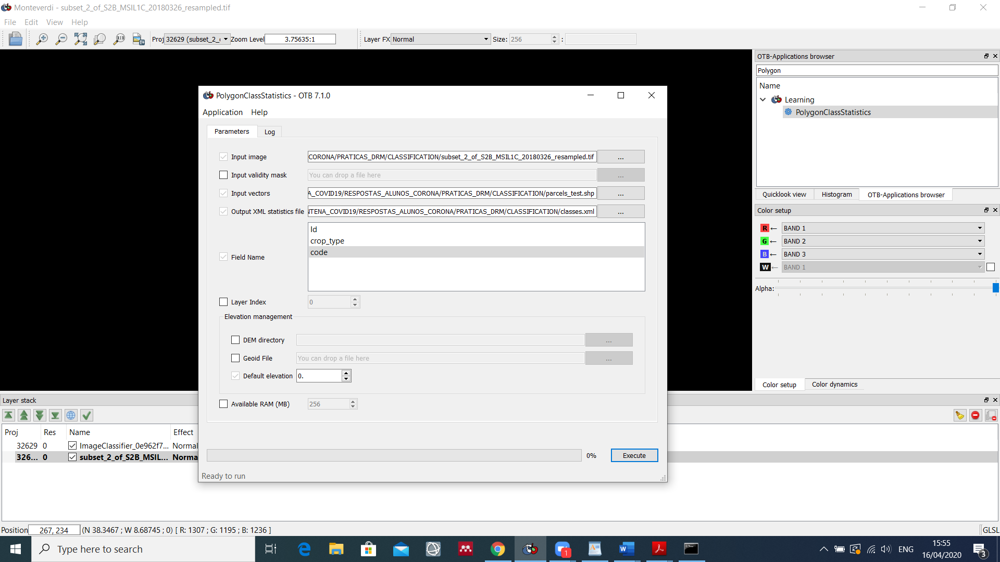 Monteverdi - subset_2_of_S2B_MSIL1C_20180326_resampled.tif
File Edit View Help
Proj 32629 (subset_2_( Zoom Level 3.75635:1 Layer FX Normal Size: 256 :
OTB-Applications browser
Polygon
Name
Learning
PolygonClassStatistics
Quicklook view Histogram OTB-Applications browser
Color setup
R ← BAND 1
G ← BAND 2
B ← BAND 3
W ← BAND 1
Alpha:
Color setup Color dynamics
PolygonClassStatistics - OTB 7.1.0
Application Help
Parameters Log
Input image CORONA/PRATICAS_DRM/CLASSIFICATION/subset_2_of_S2B_MSIL1C_20180326_resampled.tif ...
Input validity mask You can drop a file here ...
Input vectors A_COVID19/RESPOSTAS_ALUNOS_CORONA/PRATICAS_DRM/CLASSIFICATION/parcels_test.shp ...
Output XML statistics file NTENA_COVID19/RESPOSTAS_ALUNOS_CORONA/PRATICAS_DRM/CLASSIFICATION/classes.xml ...
Id
crop_type
code
Field Name
Layer Index 0
Elevation management
DEM directory ...
Geoid File You can drop a file here ...
Default elevation 0.
Available RAM (MB) 256
0% Execute
Ready to run
Layer stack
Proj Res Name Effect
32629 0 ImageClassifier_0e962f7... Normal
326... 0 subset_2_of_S2B_MSIL... Norma
Position 267, 234 (N 38.3467 ; W 8.68745 ; 0) [ R: 1307 ; G: 1195 ; B: 1236 ] GLSL
Type here to search
1
ENG
15:55
16/04/2020
3